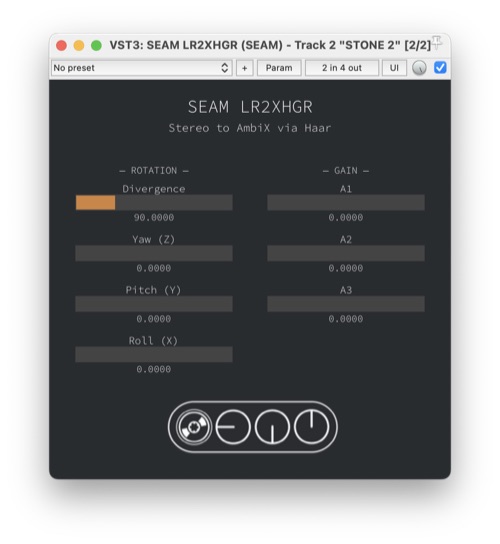 VST3: SEAM LR2XHGR (SEAM) - Track 2 "STONE 2" [2/2]
No preset + Param 2 in 4 out UI
SEAM LR2XHGR
Stereo to AmbiX via Haar
— ROTATION —
Divergence
90.0000
Yaw (Z)
0.0000
Pitch (Y)
0.0000
Roll (X)
0.0000
— GAIN —
A1
0.0000
A2
0.0000
A3
0.0000